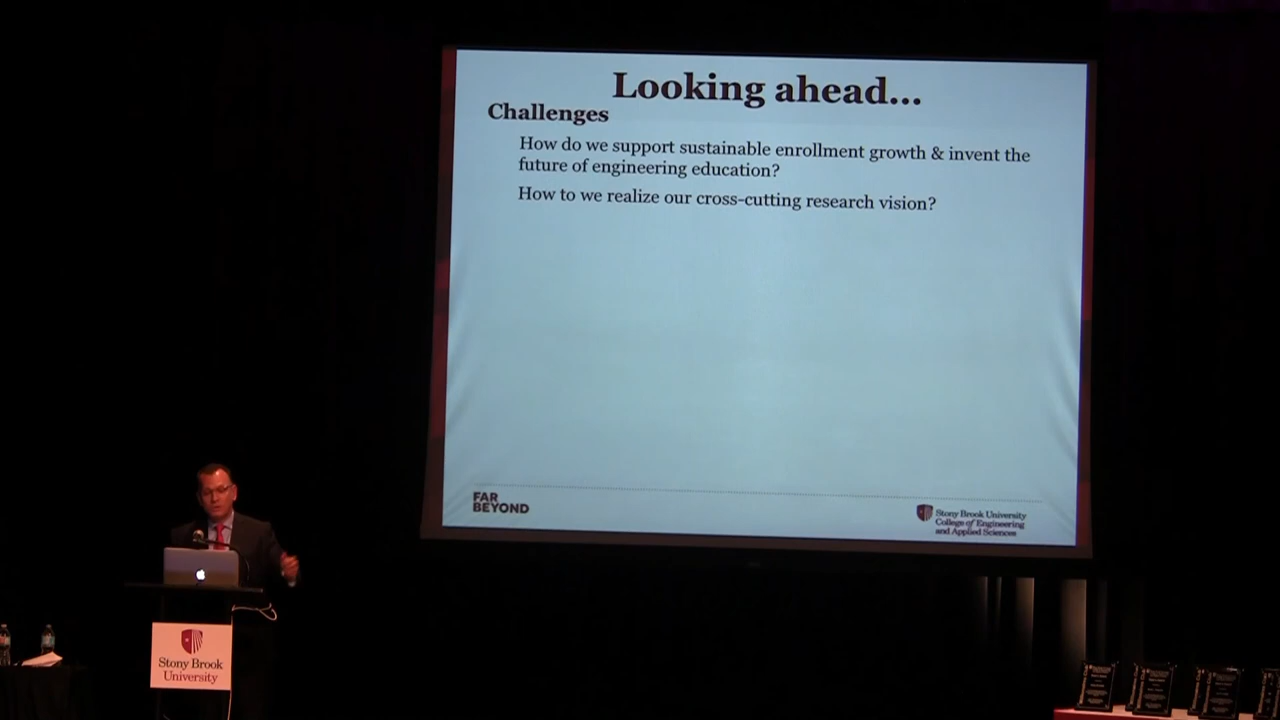 Looking ahead...
Challenges
How do we support sustainable enrollment growth & invent the
future of engineering education?
How to we realize our cross-cutting research vision?
FAR
BEYOND
Stony Brook University
College of Engineering
and Applied Sciences
Stony Brook
University